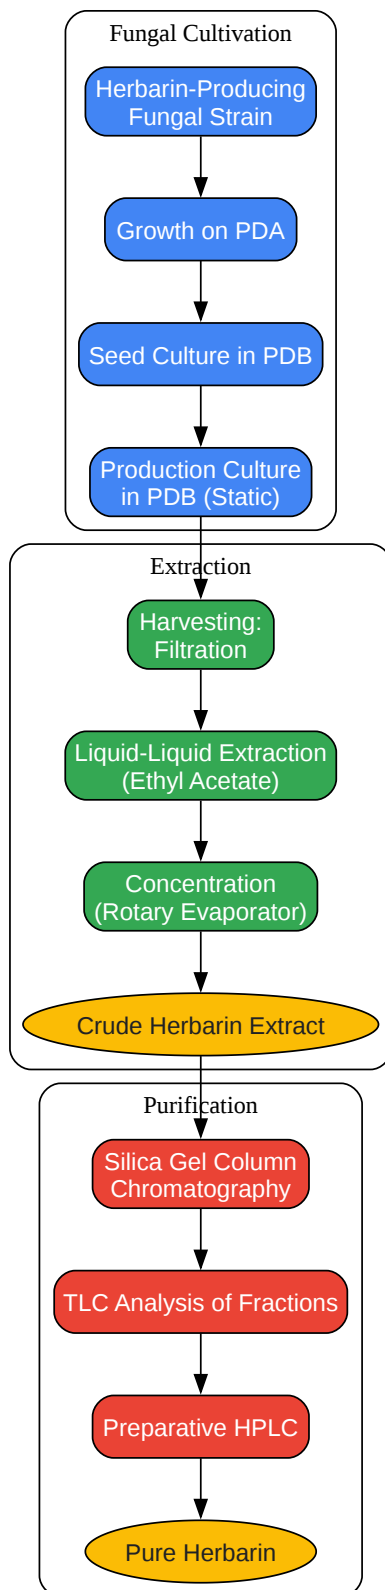 Fungal Cultivation
Herbarin-Producing
Fungal Strain
Growth on PDA
Seed Culture in PDB
Production Culture
in PDB (Static)
Extraction
Harvesting:
Filtration
Liquid-Liquid Extraction
(Ethyl Acetate)
Concentration
(Rotary Evaporator)
Crude Herbarin Extract
Purification
Silica Gel Column
Chromatography
TLC Analysis of Fractions
Preparative HPLC
Pure Herbarin